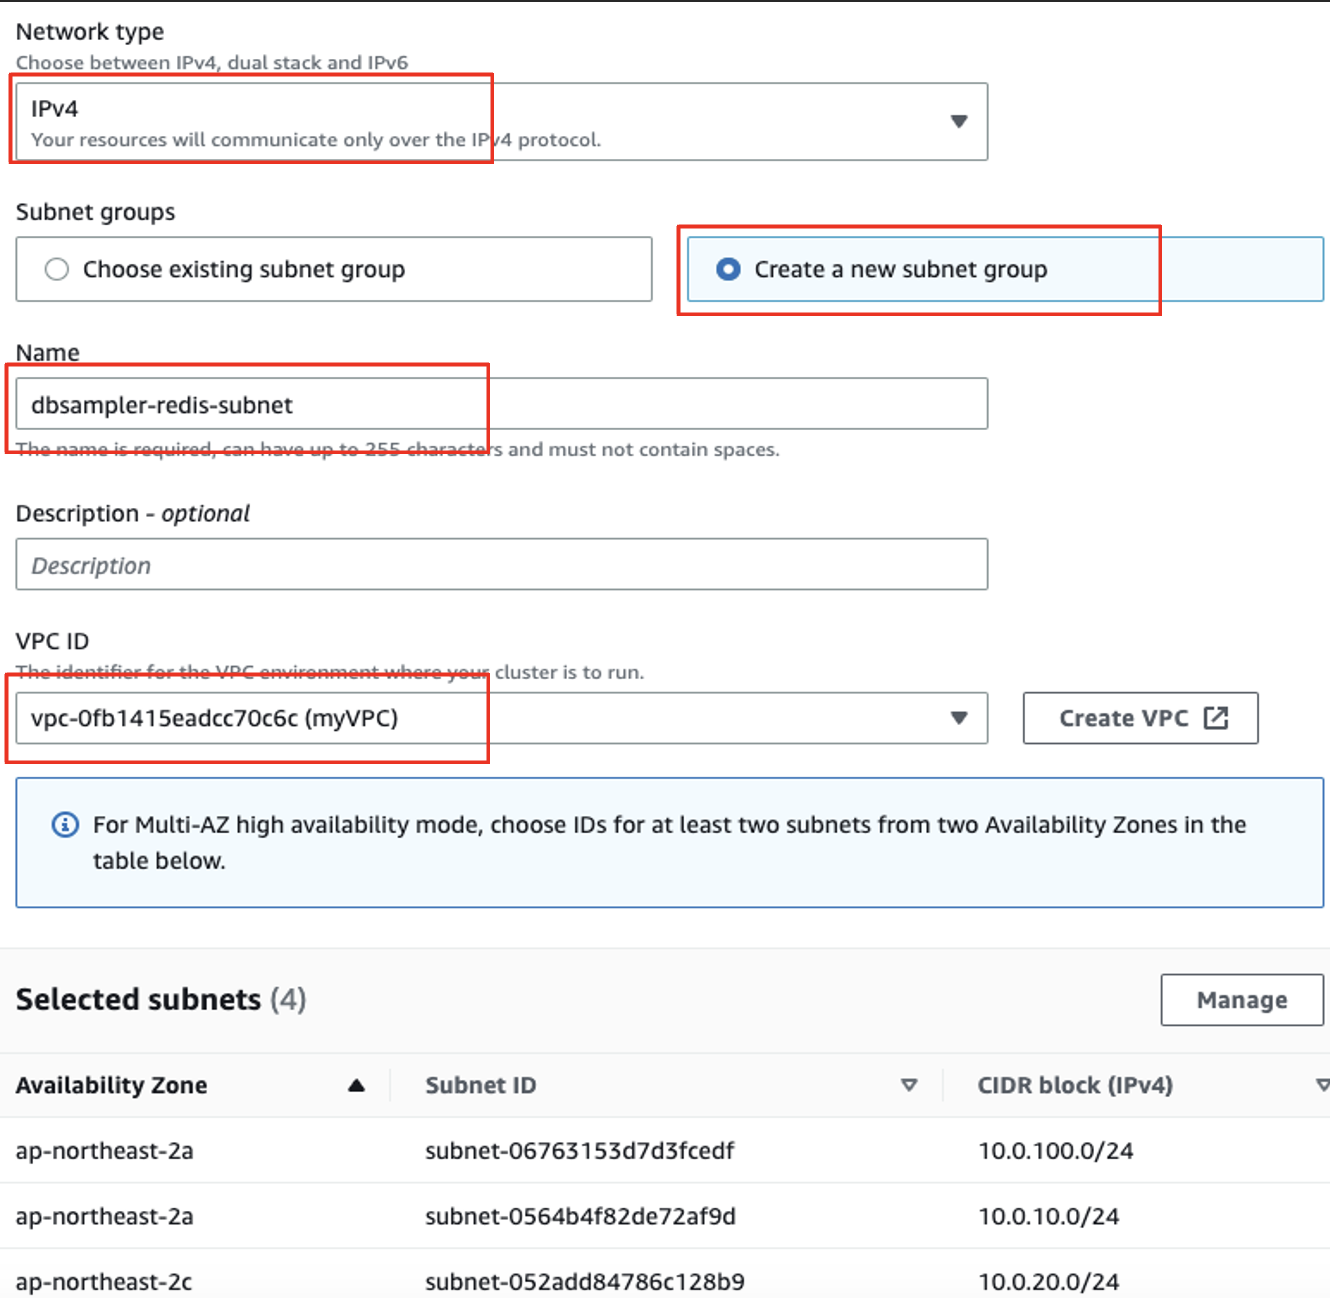 Network type
Choose between IPv4, dual stack and IPv6
IPv4
Your resources will communicate only over the IPv4 protocol.
Subnet groups
Choose existing subnet group
Create a new subnet group
Name
dbsampler-redis-subnet
The name is required, can have up to 255 characters and must not contain spaces.
Description - optional
Description
VPC ID
The identifier for the VPC environment where your cluster is to run.
vpc-0fb1415eadcc70c6c (myVPC)
Create VPC
For Multi-AZ high availability mode, choose IDs for at least two subnets from two Availability Zones in the
table below.
Selected subnets (4)
Manage
Availability Zone Subnet ID CIDR block (IPv4)
ap-northeast-2a subnet-06763153d7d3fcedf 10.0.100.0/24
ap-northeast-2a subnet-0564b4f82de72af9d 10.0.10.0/24
ap-northeast-2c subnet-052add84786c128b9 10.0.20.0/24